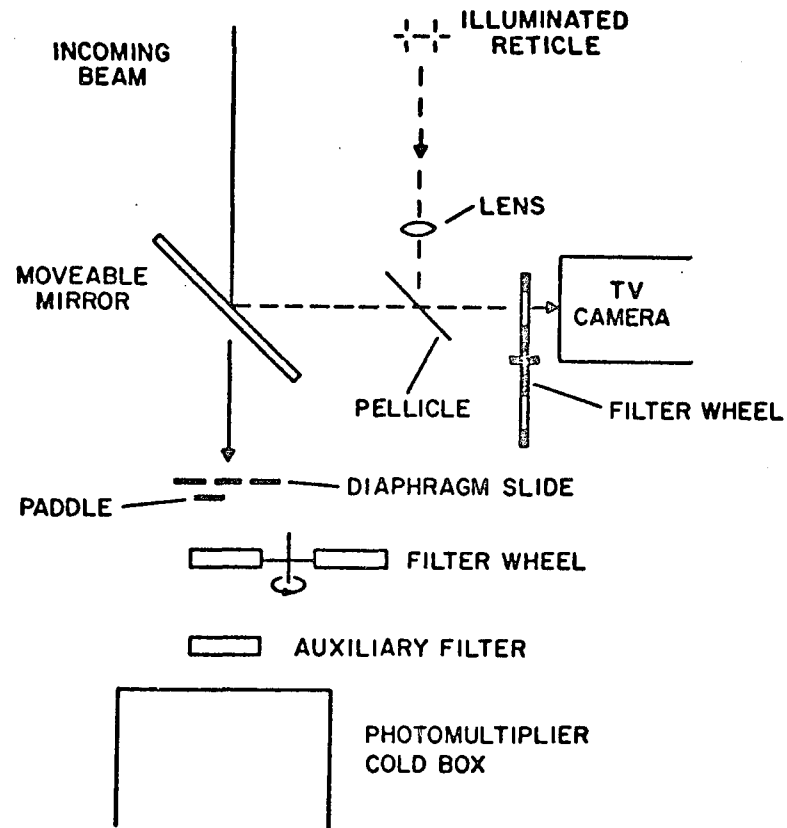 ILLUMINATED
RETICLE
INCOMING
BEAM
LENS
MOVEABLE
MIRROR
TV
CAMERA
PELLICLE
FILTER WHEEL
DIAPHRAGM SLIDE
PADDLE
FILTER WHEEL
AUXILIARY FILTER
PHOTOMULTIPLIER
COLD BOX